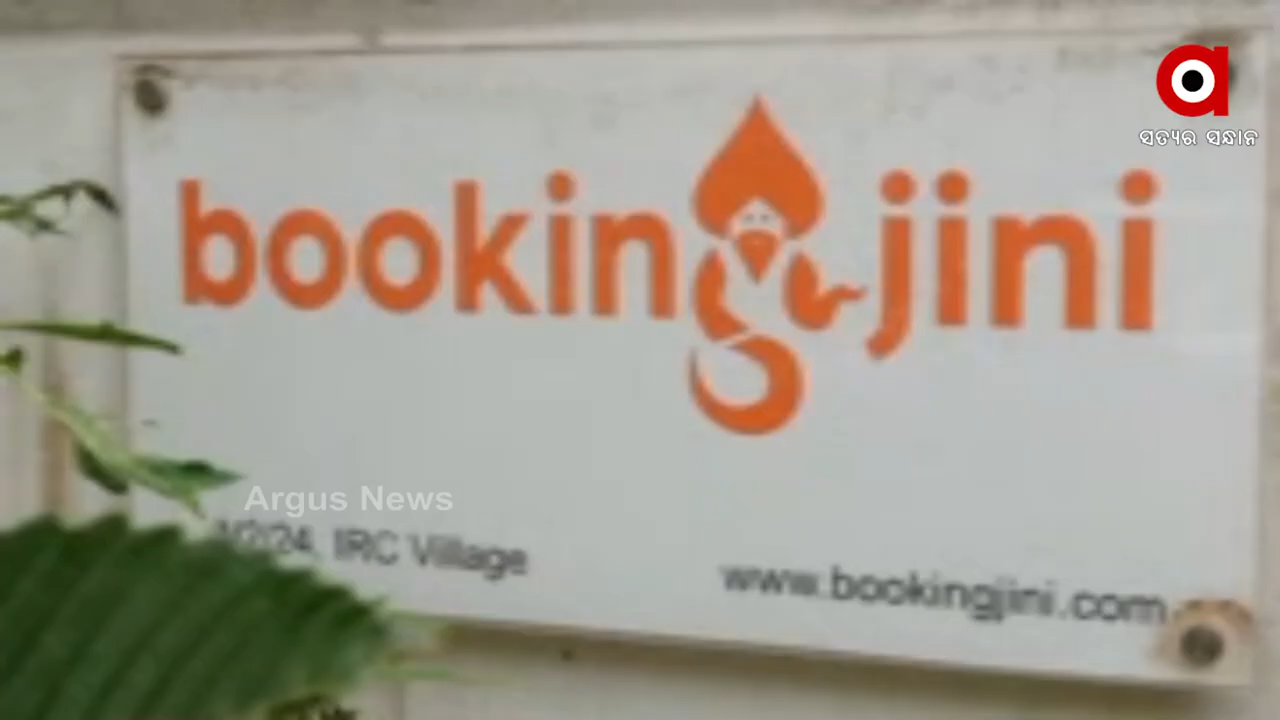 ସତ୍ୟର ସନ୍ଧାନ
bookingjini
Argus News
IRC Village
www.bookingjini.com